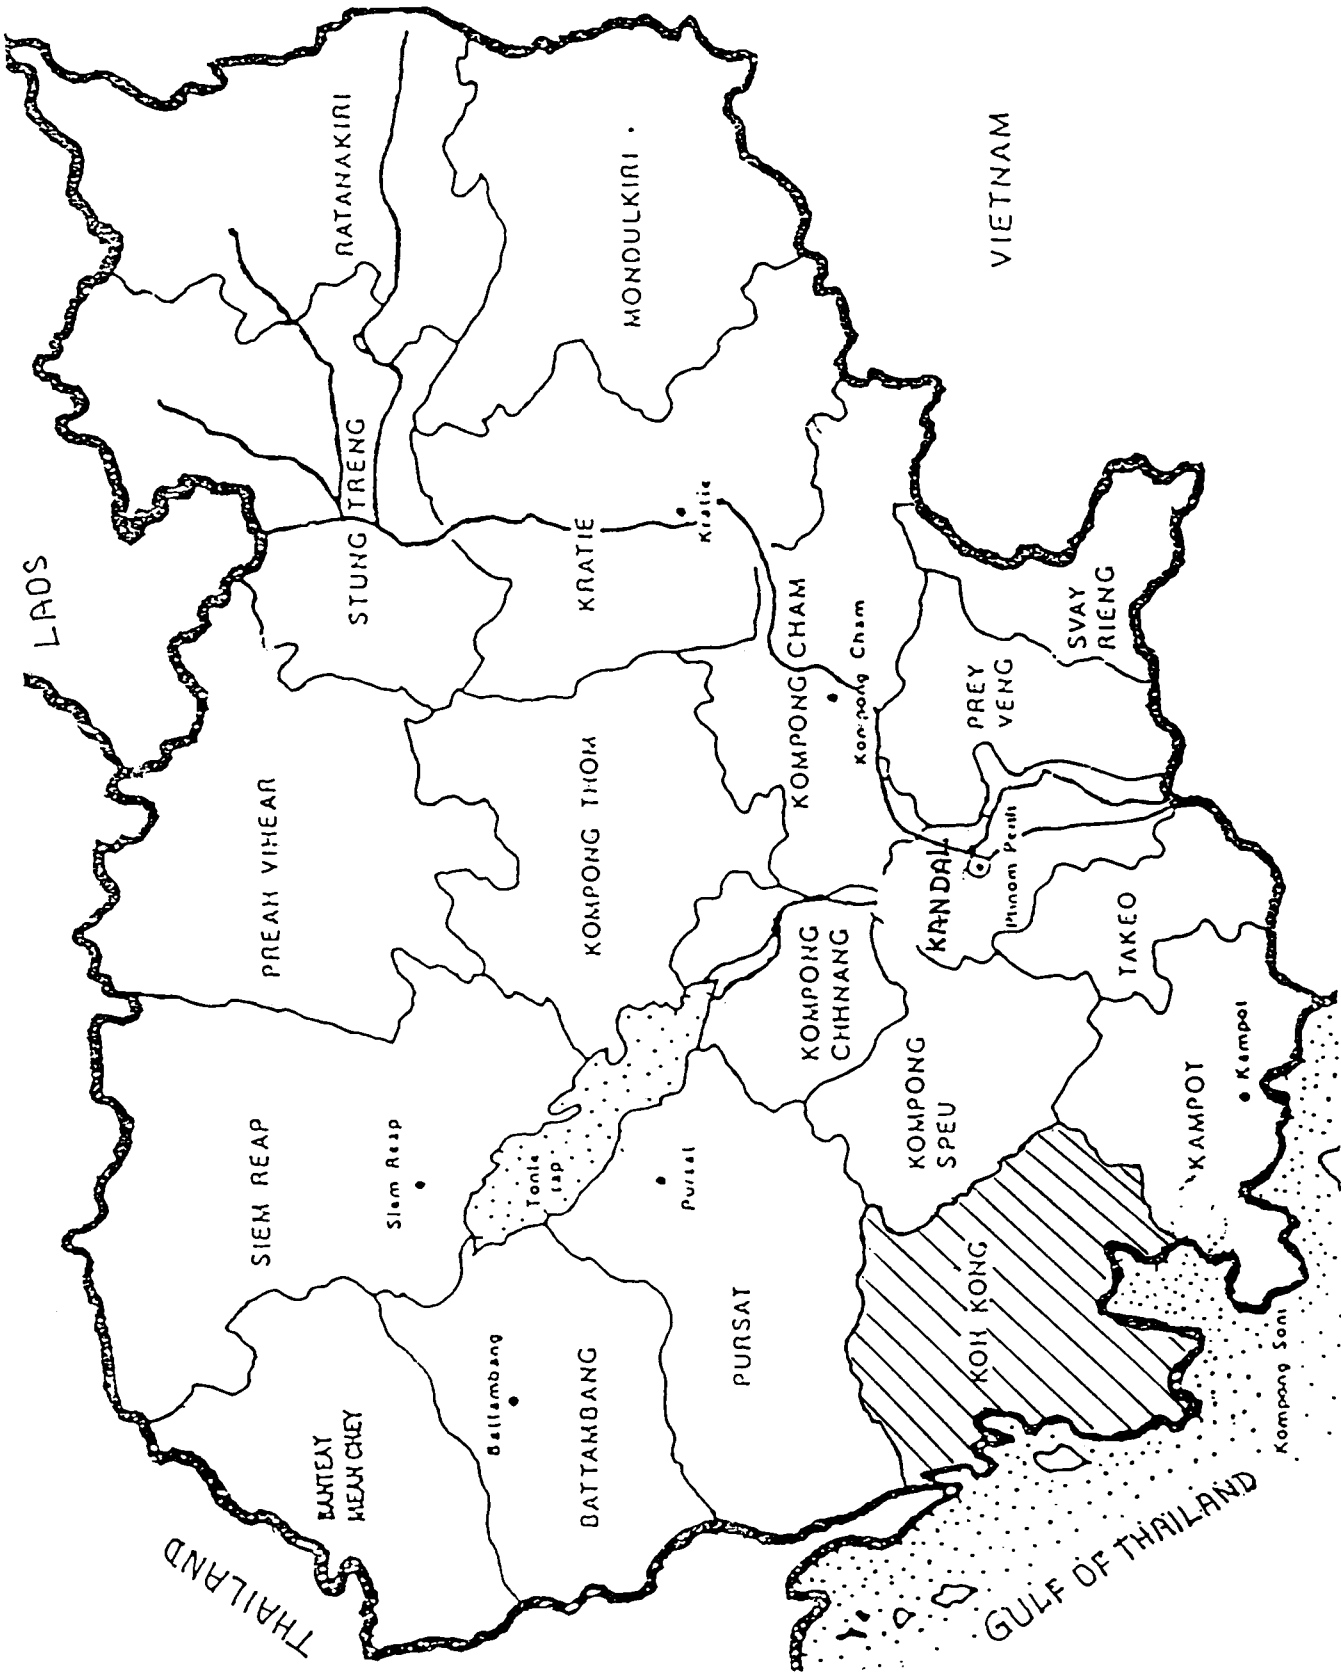 LAOS
THAILAND
RATANAKIRI
STUNG TRENG
PREAH VIHEAR
SIEM REAP
BANTEAY
MEAN CHEY
Siem Reap
MONDULKIRI
KRATIE
Kratie
KOMPONG THOM
Tonle
sap
Battambang
BATTAMBANG
Pursat
PURSAT
VIETNAM
KOMPONG CHAM
Kompong Cham
KOMPONG
CHHNANG
KOMPONG
SPEU
KANDAL
Phnom Penh
PREY
VENG
SVAY
RIENG
TAKEO
KAMPOT
Kampot
KOH KONG
Kompong Som
GULF OF THAILAND